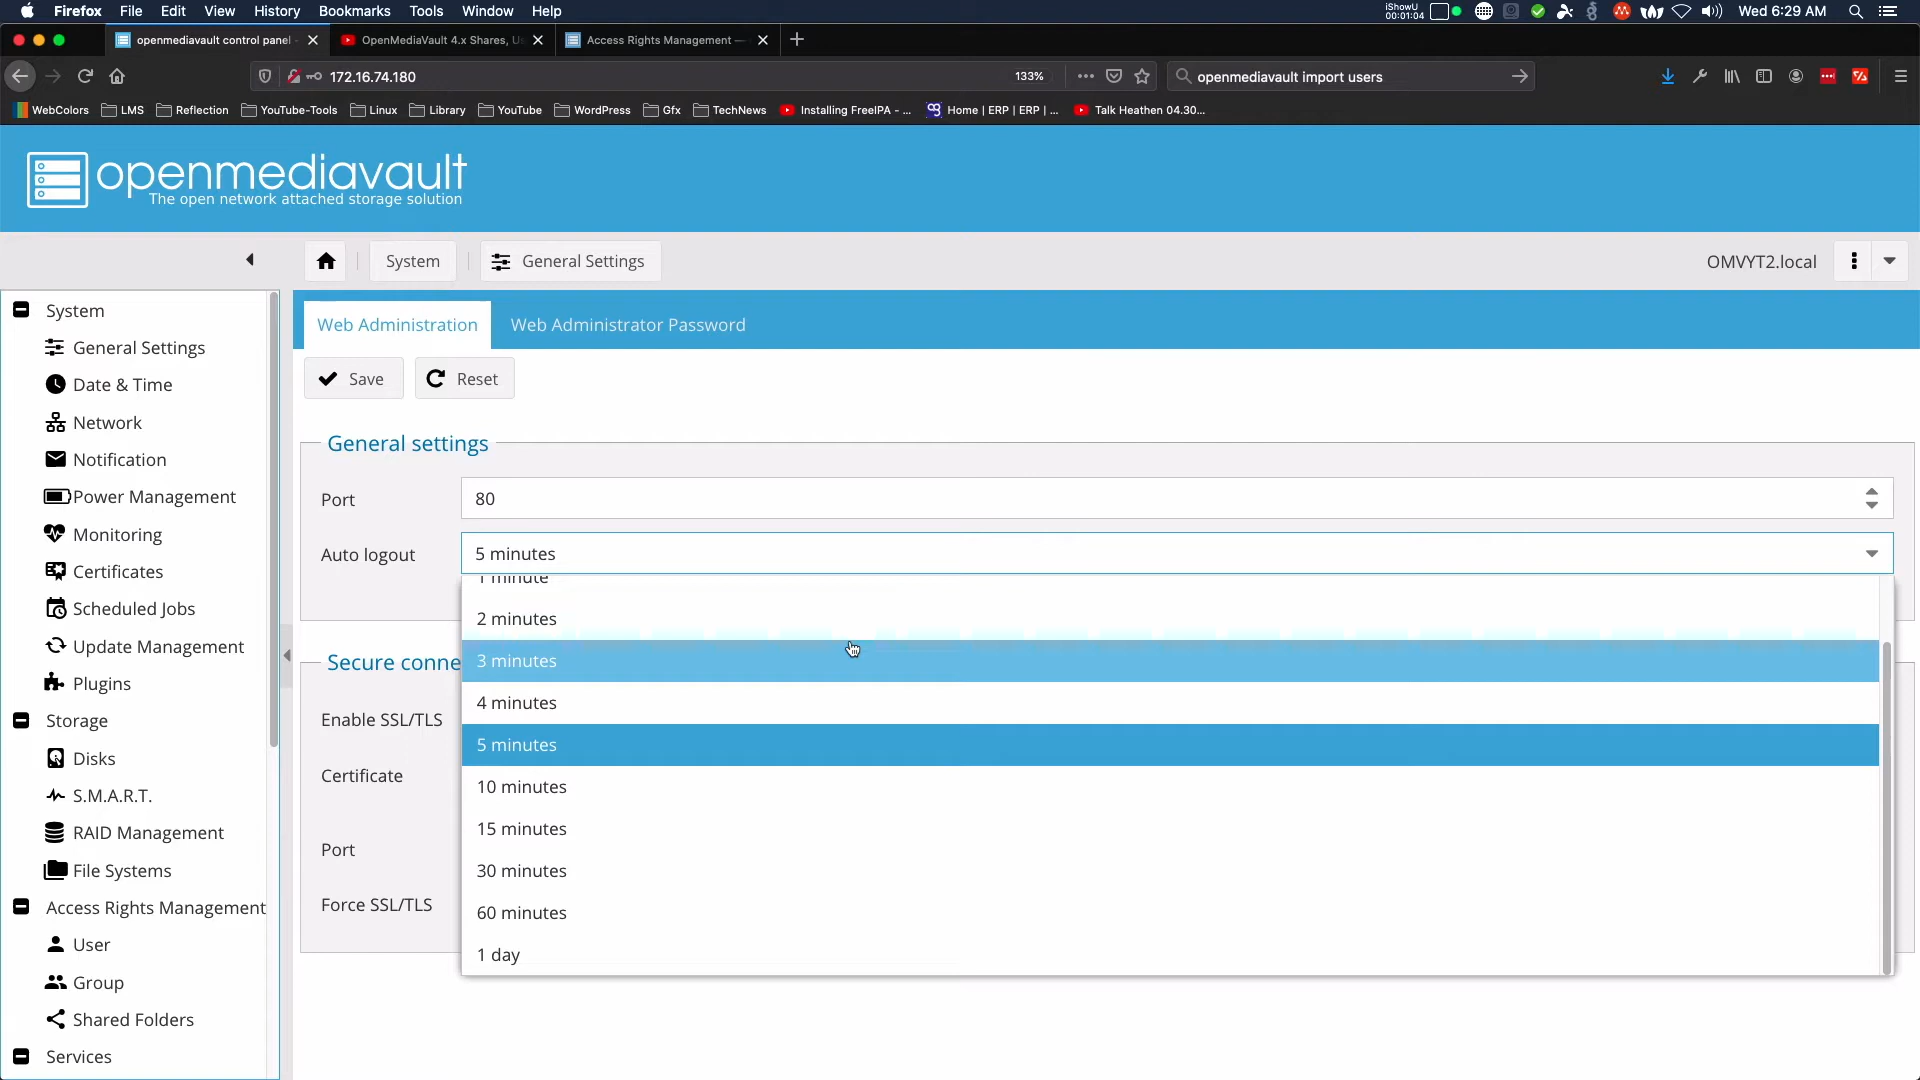 Firefox File Edit View History Bookmarks Tools Window Help iShowU 00:01:04 Wed 6:29 AM
openmediavault control panel - OpenMediaVault 4.x Shares, U Access Rights Management —
172.16.74.180 133% openmediavault import users
WebColors LMS Reflection YouTube-Tools Linux Library YouTube WordPress Gfx TechNews Installing FreeIPA - ... Home | ERP | ERP | ... Talk Heathen 04.30...
openmediavault
The open network attached storage solution
System General Settings OMVYT2.local
System
General Settings
Date & Time
Network
Notification
Power Management
Monitoring
Certificates
Scheduled Jobs
Update Management
Plugins
Storage
Disks
S.M.A.R.T.
RAID Management
File Systems
Access Rights Management
User
Group
Shared Folders
Services
Web Administration Web Administrator Password
Save Reset
General settings
Port 80
Auto logout 5 minutes
1 minute
2 minutes
3 minutes
4 minutes
5 minutes
10 minutes
15 minutes
30 minutes
60 minutes
1 day
Secure conne
Enable SSL/TLS
Certificate
Port
Force SSL/TLS